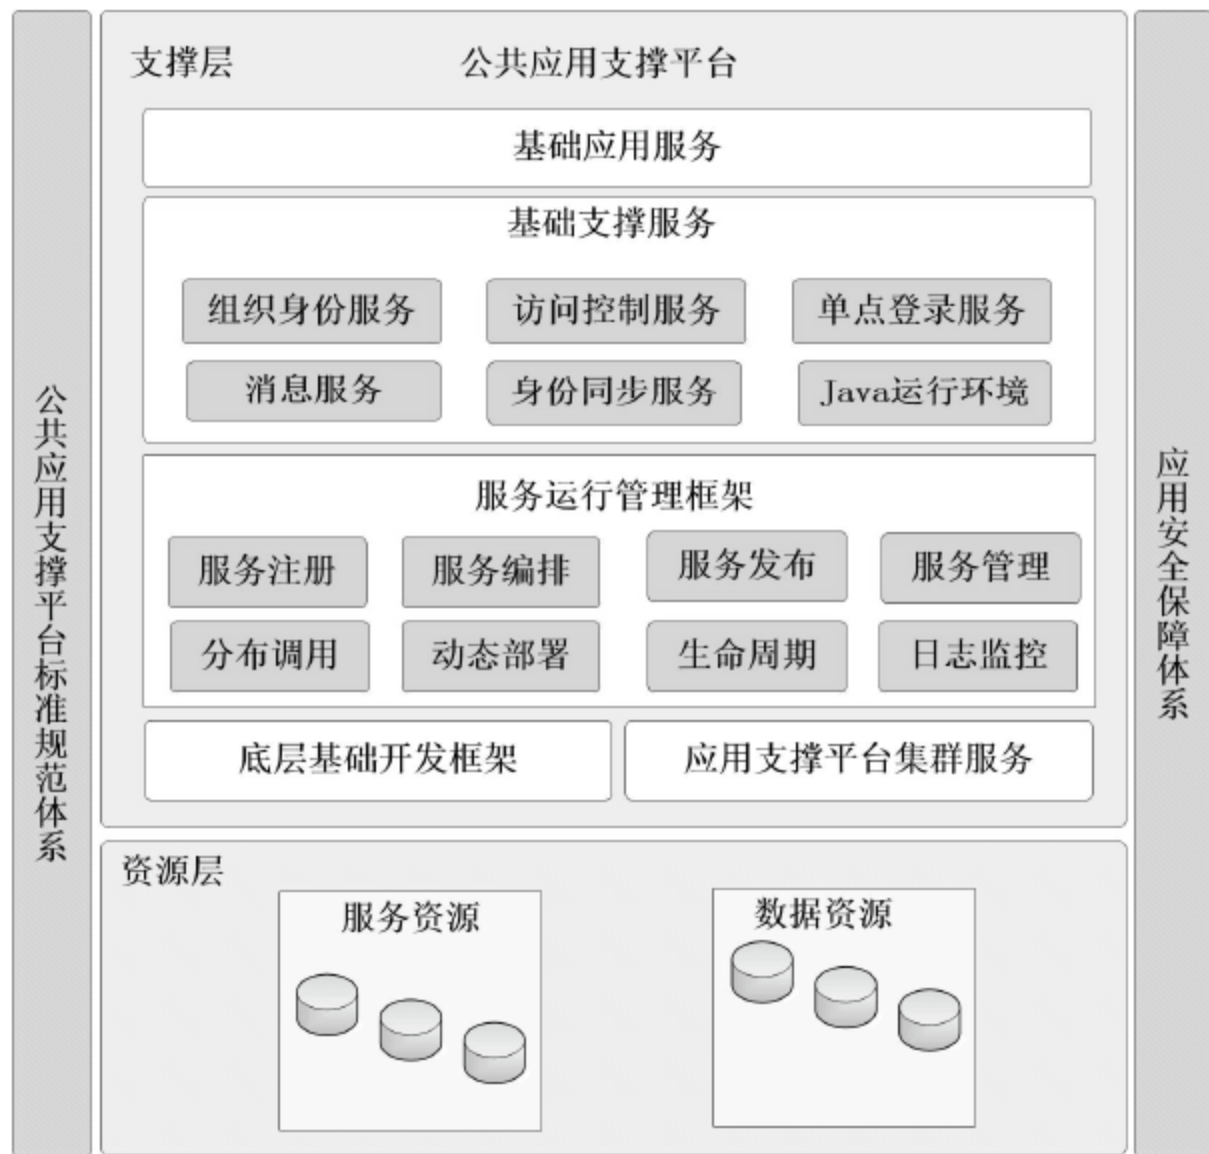 支撑层
公共应用支撑平台
基础应用服务
基础支撑服务
组织身份服务
访问控制服务
单点登录服务
消息服务
身份同步服务
Java运行环境
服务运行管理框架
服务注册
服务编排
服务发布
服务管理
分布调用
动态部署
生命周期
日志监控
底层基础开发框架
应用支撑平台集群服务
资源层
服务资源
数据资源
公共应用支撑平台标准规范体系
应用安全保障体系